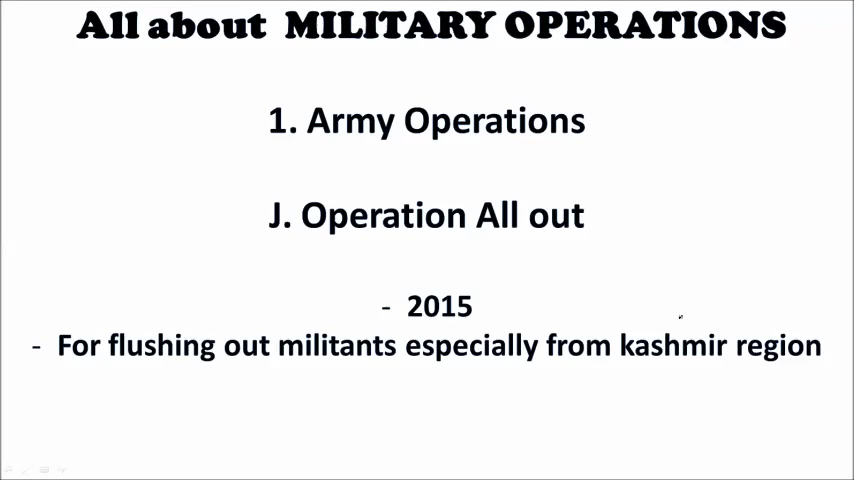 All about MILITARY OPERATIONS
1. Army Operations
J. Operation All out
- 2015
- For flushing out militants especially from kashmir region